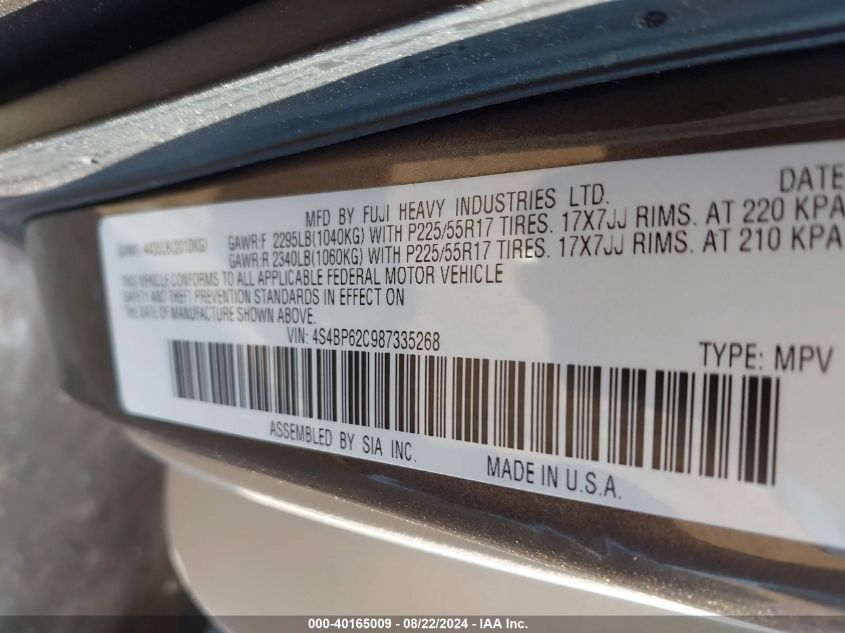 DATE
MFD BY FUJI HEAVY INDUSTRIES LTD.
GVWR: 4435LB(2010KG) GAWR:F 2295LB(1040KG) WITH P225/55R17 TIRES. 17X7JJ RIMS. AT 220 KPA
GAWR:R 2340LB(1060KG) WITH P225/55R17 TIRES. 17X7JJ RIMS. AT 210 KPA
THIS VEHICLE CONFORMS TO ALL APPLICABLE FEDERAL MOTOR VEHICLE
SAFETY AND THEFT PREVENTION STANDARDS IN EFFECT ON
THE DATE OF MANUFACTURE SHOWN ABOVE.
VIN: 4S4BP62C987335268
TYPE: MPV
ASSEMBLED BY SIA INC.
MADE IN U.S.A.
000-40165009 - 08/22/2024 - IAA Inc.